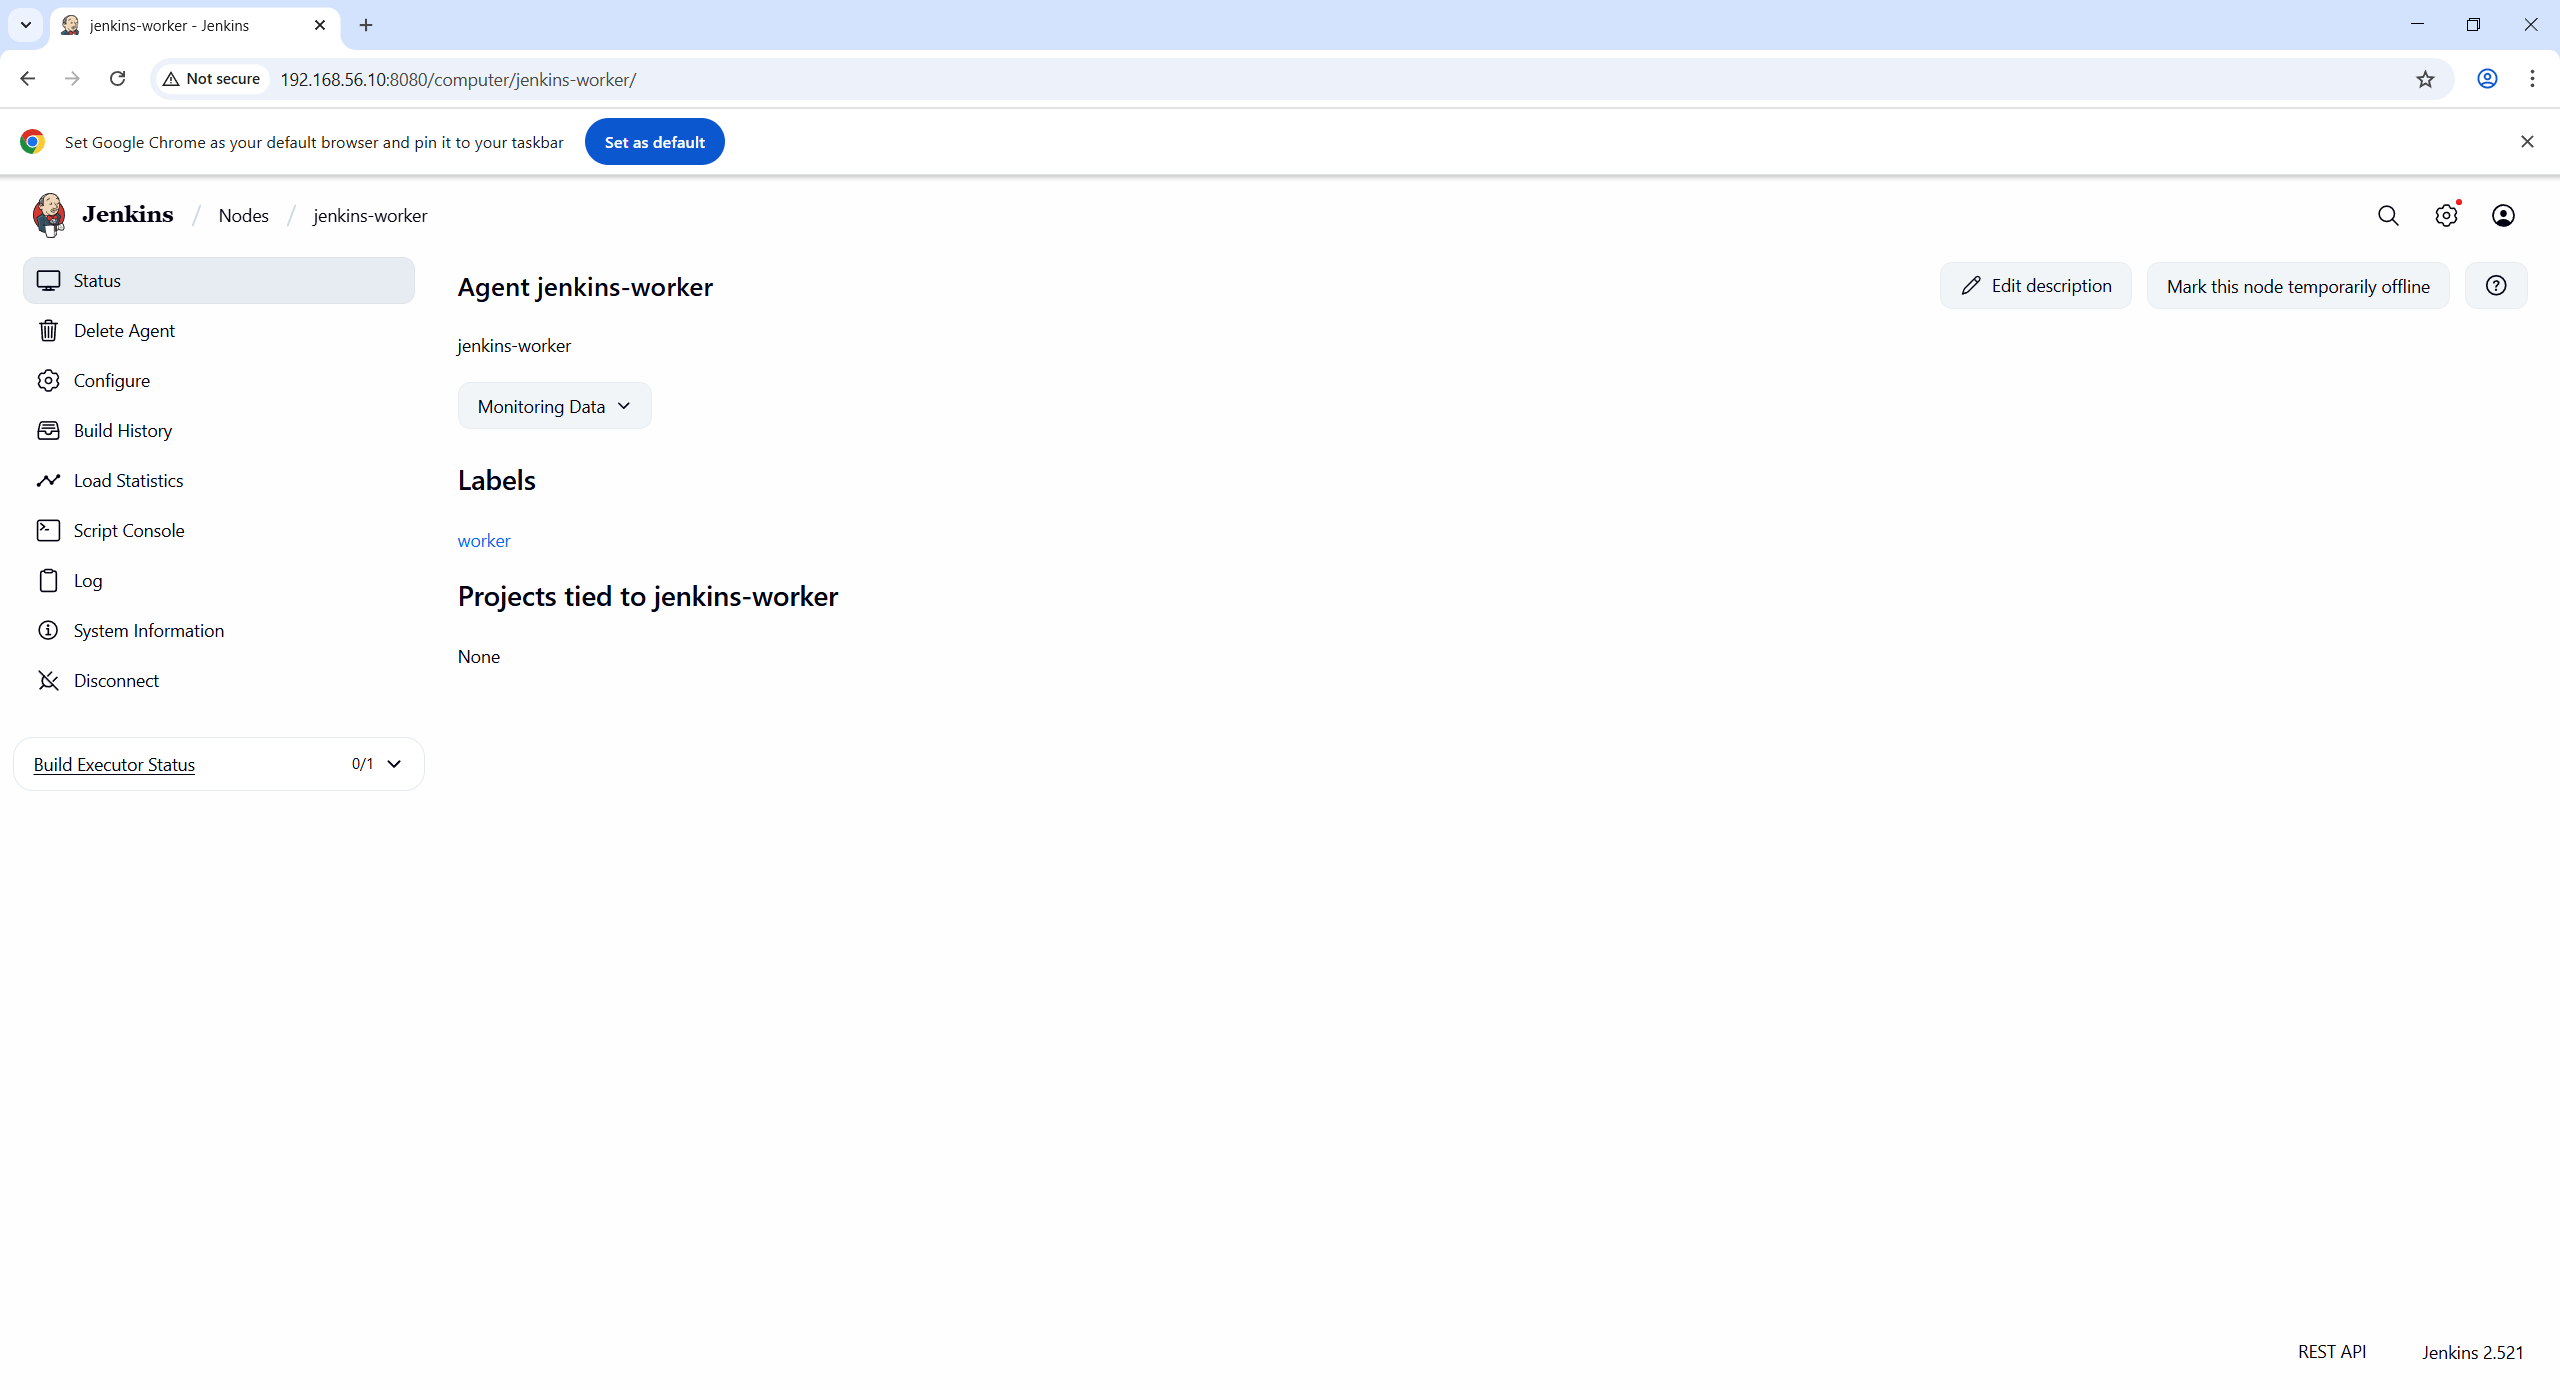 jenkins-worker - Jenkins
Not secure
192.168.56.10:8080/computer/jenkins-worker/
Set Google Chrome as your default browser and pin it to your taskbar
Set as default
Jenkins / Nodes / jenkins-worker
Status
Delete Agent
Configure
Build History
Load Statistics
Script Console
Log
System Information
Disconnect
Build Executor Status 0/1
Agent jenkins-worker
Edit description
Mark this node temporarily offline
jenkins-worker
Monitoring Data
Labels
worker
Projects tied to jenkins-worker
None
REST API
Jenkins 2.521